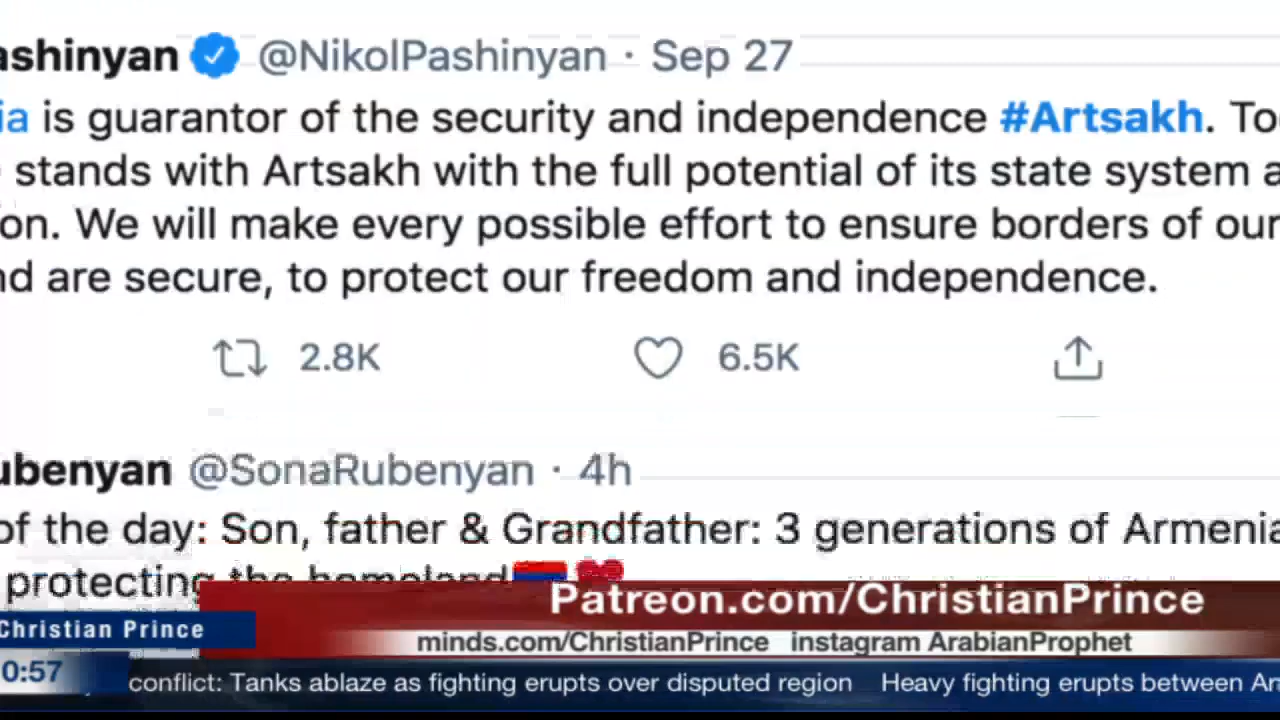 ashinyan @NikolPashinyan · Sep 27
ia is guarantor of the security and independence #Artsakh. To
stands with Artsakh with the full potential of its state system a
on. We will make every possible effort to ensure borders of our
nd are secure, to protect our freedom and independence.
2.8K 6.5K
ubenyan @SonaRubenyan · 4h
of the day: Son, father & Grandfather: 3 generations of Armenia
protecting the homeland
Patreon.com/ChristianPrince
Christian Prince
minds.com/ChristianPrince instagram ArabianProphet
0:57
conflict: Tanks ablaze as fighting erupts over disputed region Heavy fighting erupts between Ar